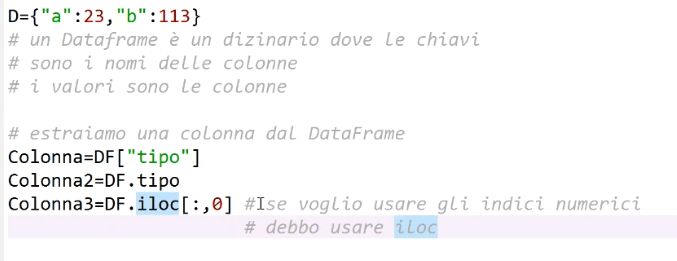 D={"a":23,"b":113}
# un Dataframe è un dizinario dove le chiavi
# sono i nomi delle colonne
# i valori sono le colonne
# estraiamo una colonna dal DataFrame
Colonna=DF["tipo"]
Colonna2=DF.tipo
Colonna3=DF.iloc[:,0] #se voglio usare gli indici numerici
# debbo usare iloc